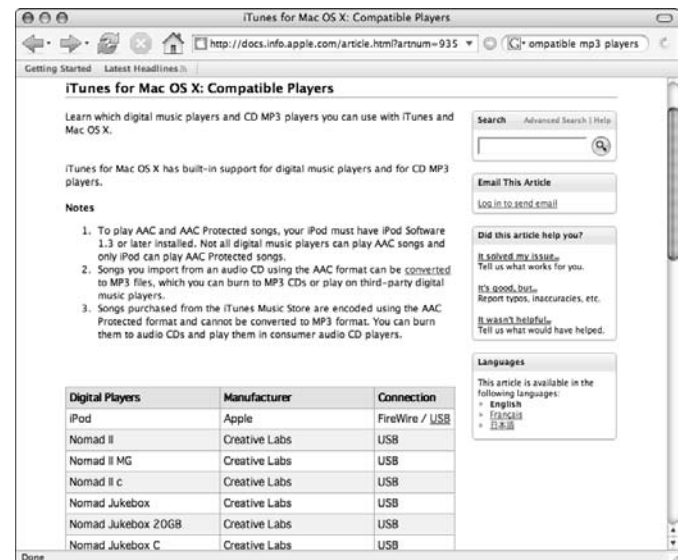 iTunes for Mac OS X: Compatible Players
http://docs.info.apple.com/article.html?artnum=935
G ompatible mp3 players
Getting Started Latest Headlines
iTunes for Mac OS X: Compatible Players
Learn which digital music players and CD MP3 players you can use with iTunes and
Mac OS X.
iTunes for Mac OS X has built-in support for digital music players and for CD MP3
players.
Notes
1. To play AAC and AAC Protected songs, your iPod must have iPod Software
1.3 or later installed. Not all digital music players can play AAC songs and
only iPod can play AAC Protected songs.
2. Songs you import from an audio CD using the AAC format can be converted
to MP3 files, which you can burn to MP3 CDs or play on third-party digital
music players.
3. Songs purchased from the iTunes Music Store are encoded using the AAC
Protected format and cannot be converted to MP3 format. You can burn
them to audio CDs and play them in consumer audio CD players.
Digital Players Manufacturer Connection
iPod Apple FireWire / USB
Nomad II Creative Labs USB
Nomad II MG Creative Labs USB
Nomad II c Creative Labs USB
Nomad Jukebox Creative Labs USB
Nomad Jukebox 20GB Creative Labs USB
Nomad Jukebox C Creative Labs USB
Search Advanced Search | Help
Email This Article
Log in to send email
Did this article help you?
It solved my issue...
Tell us what works for you.
It's good, but...
Report typos, inaccuracies, etc.
It wasn't helpful...
Tell us what would have helped.
Languages
This article is available in the
following languages:
English
Français
日本語
Done